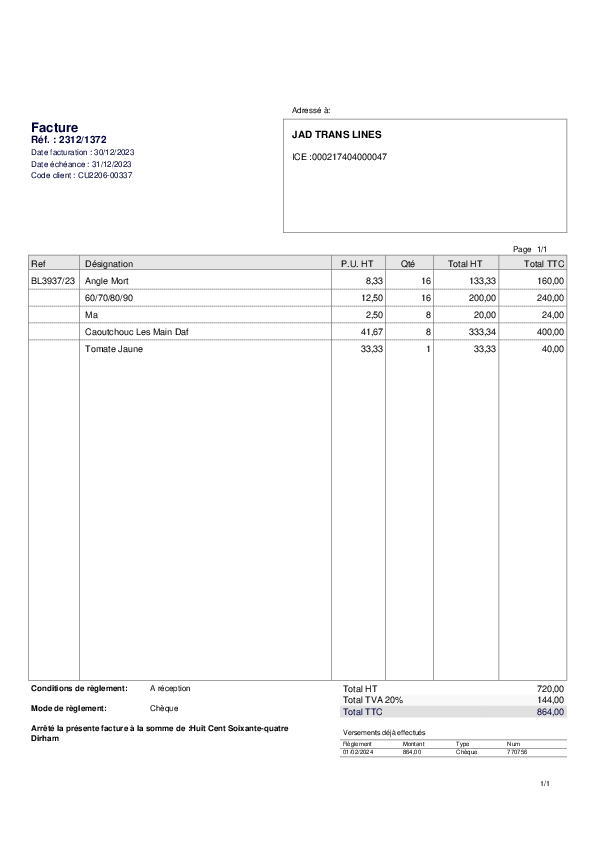 Adressé à:
Facture
Réf. : 2312/1372
Date facturation : 30/12/2023
Date échéance : 31/12/2023
Code client : CU2206-00337
JAD TRANS LINES
ICE :000217404000047
Page 1/1
Ref Désignation P.U. HT Qté Total HT Total TTC
BL3937/23 Angle Mort 8,33 16 133,33 160,00
60/70/80/90 12,50 16 200,00 240,00
Ma 2,50 8 20,00 24,00
Caoutchouc Les Main Daf 41,67 8 333,34 400,00
Tomate Jaune 33,33 1 33,33 40,00
Conditions de règlement: A réception
Mode de règlement: Chèque
Arrêté la présente facture à la somme de :Huit Cent Soixante-quatre
Dirham
Total HT 720,00
Total TVA 20% 144,00
Total TTC 864,00
Versements déjà effectués
Règlement Montant Type Num
01/02/2024 864,00 Chèque 770756
1/1